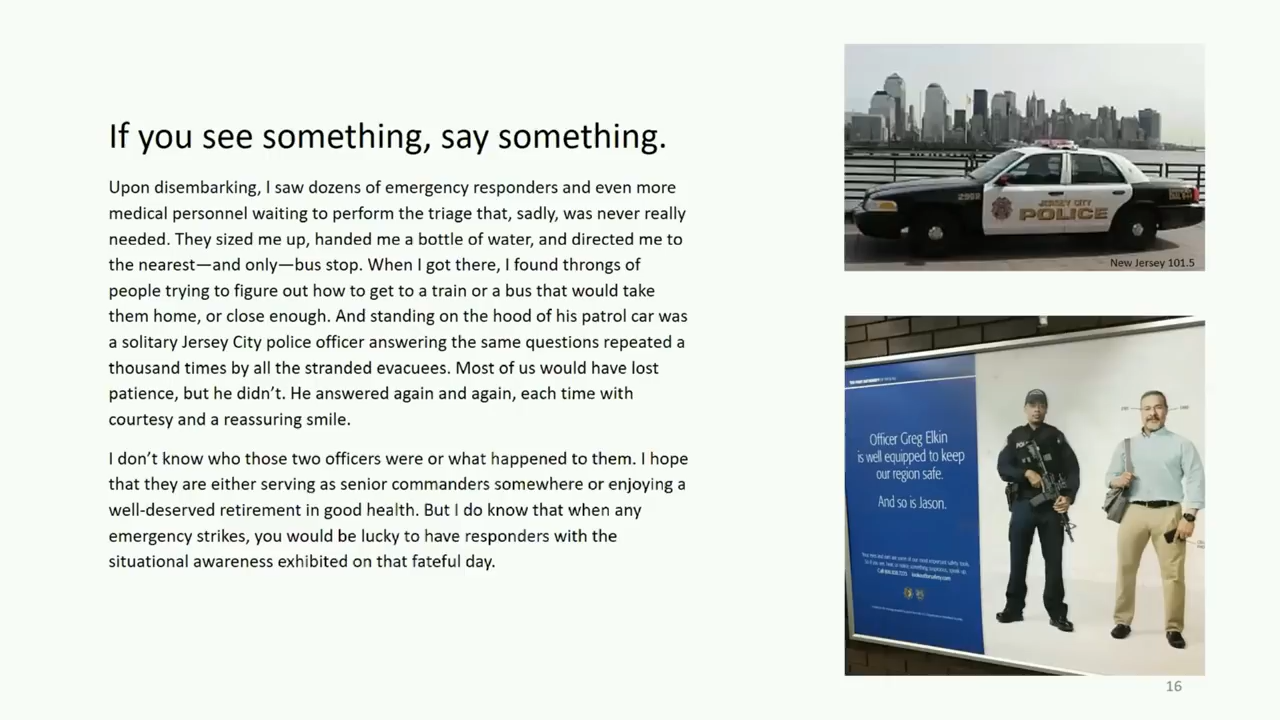 If you see something, say something.
Upon disembarking, I saw dozens of emergency responders and even more
medical personnel waiting to perform the triage that, sadly, was never really
needed. They sized me up, handed me a bottle of water, and directed me to
the nearest—and only—bus stop. When I got there, I found throngs of
people trying to figure out how to get to a train or a bus that would take
them home, or close enough. And standing on the hood of his patrol car was
a solitary Jersey City police officer answering the same questions repeated a
thousand times by all the stranded evacuees. Most of us would have lost
patience, but he didn’t. He answered again and again, each time with
courtesy and a reassuring smile.
I don’t know who those two officers were or what happened to them. I hope
that they are either serving as senior commanders somewhere or enjoying a
well-deserved retirement in good health. But I do know that when any
emergency strikes, you would be lucky to have responders with the
situational awareness exhibited on that fateful day.
JERSEY CITY
POLICE
New Jersey 101.5
Officer Greg Elkin
is well equipped to keep
our region safe.
And so is Jason.
16